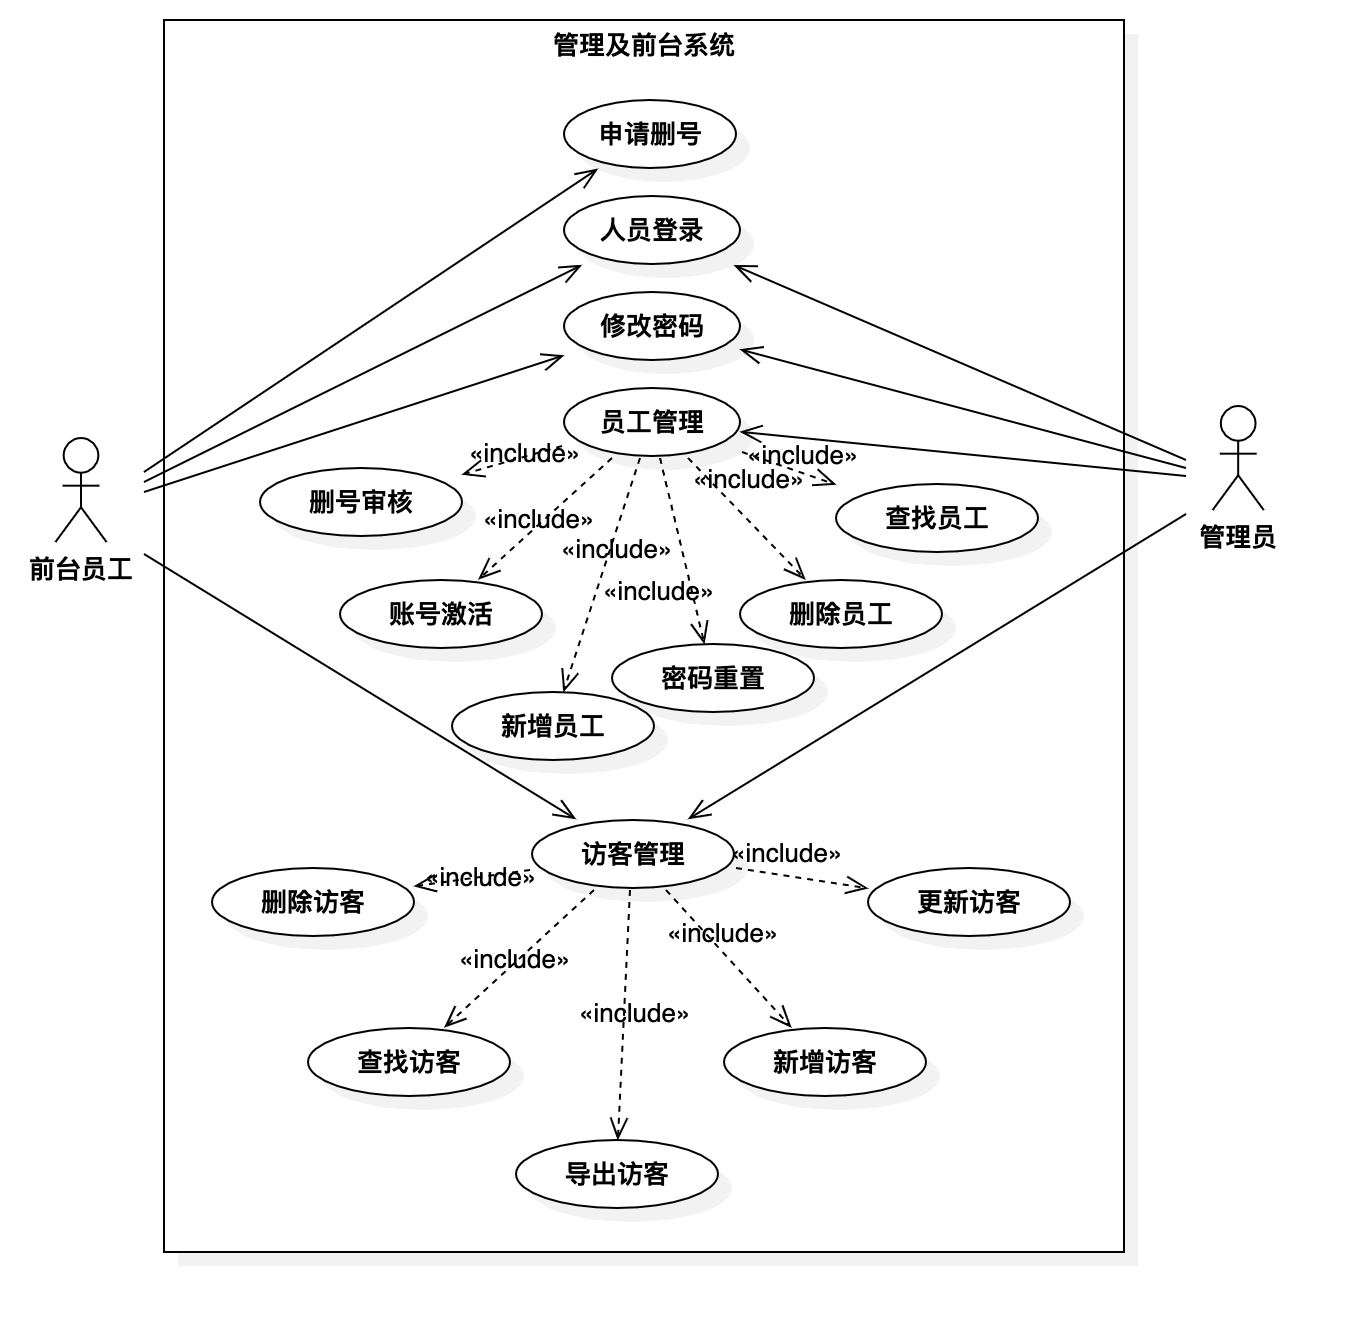 管理及前台系统
申请删号
人员登录
修改密码
员工管理
«include»
«include»
«include»
删号审核
查找员工
«include»
«include»
«include»
前台员工
管理员
账号激活
删除员工
密码重置
新增员工
访客管理
«include»
«include»
删除访客
更新访客
«include»
«include»
«include»
查找访客
新增访客
导出访客